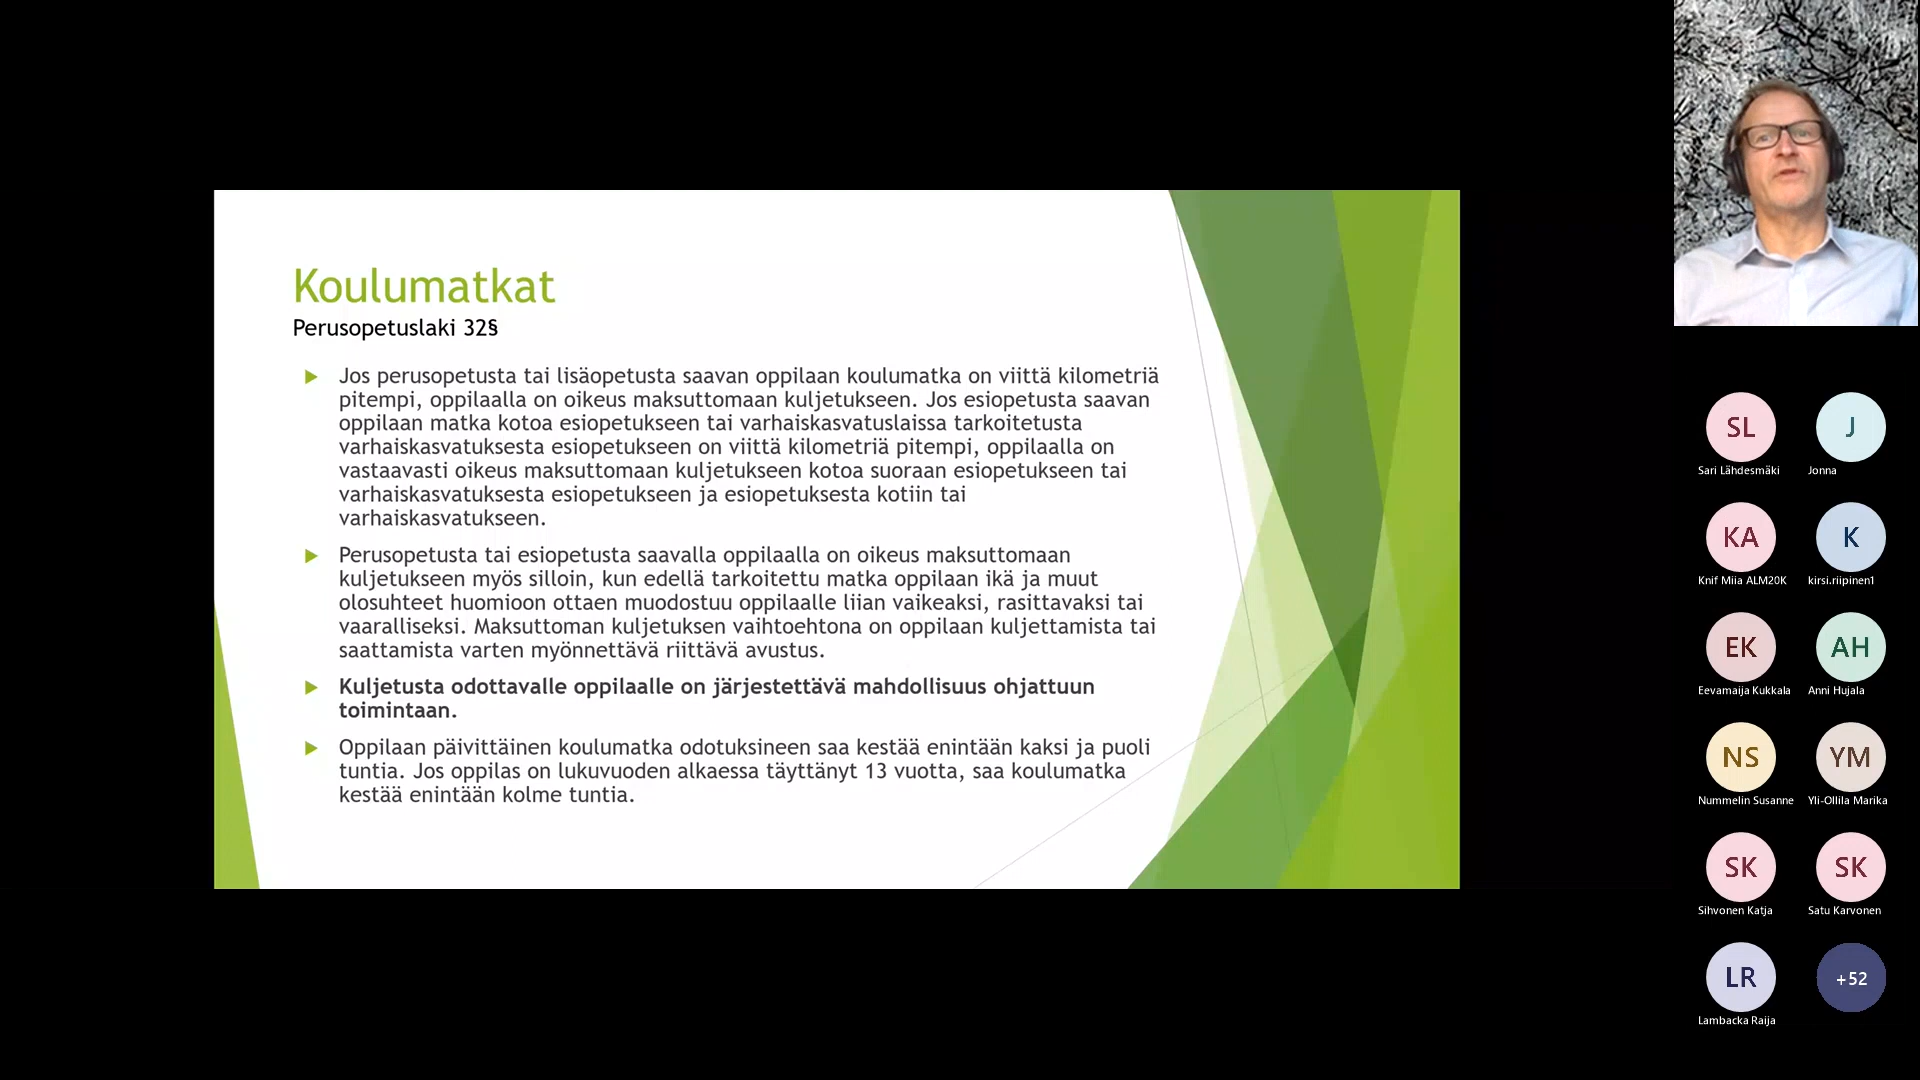 Koulumatkat
Perusopetuslaki 32§
Jos perusopetusta tai lisäopetusta saavan oppilaan koulumatka on viittä kilometriä
pitempi, oppilaalla on oikeus maksuttomaan kuljetukseen. Jos esiopetusta saavan
oppilaan matka kotoa esiopetukseen tai varhaiskasvatuslaissa tarkoitetusta
varhaiskasvatuksesta esiopetukseen on viittä kilometriä pitempi, oppilaalla on
vastaavasti oikeus maksuttomaan kuljetukseen kotoa suoraan esiopetukseen tai
varhaiskasvatuksesta esiopetukseen ja esiopetuksesta kotiin tai
varhaiskasvatukseen.
Perusopetusta tai esiopetusta saavalla oppilaalla on oikeus maksuttomaan
kuljetukseen myös silloin, kun edellä tarkoitettu matka oppilaan ikä ja muut
olosuhteet huomioon ottaen muodostuu oppilaalle liian vaikeaksi, rasittavaksi tai
vaaralliseksi. Maksuttoman kuljetuksen vaihtoehtona on oppilaan kuljettamista tai
saattamista varten myönnettävä riittävä avustus.
Kuljetusta odottavalle oppilaalle on järjestettävä mahdollisuus ohjattuun
toimintaan.
Oppilaan päivittäinen koulumatka odotuksineen saa kestää enintään kaksi ja puoli
tuntia. Jos oppilas on lukuvuoden alkaessa täyttänyt 13 vuotta, saa koulumatka
kestää enintään kolme tuntia.
SL
Sari Lähdesmäki
J
Jonna
KA
Knif Miia ALM20K
K
kirsi.riipinen1
EK
Eevamaija Kukkala
AH
Anni Hujala
NS
Nummelin Susanne
YM
Yli-Ollila Marika
SK
Sihvonen Katja
SK
Satu Karvonen
LR
Lambacka Raija
+52